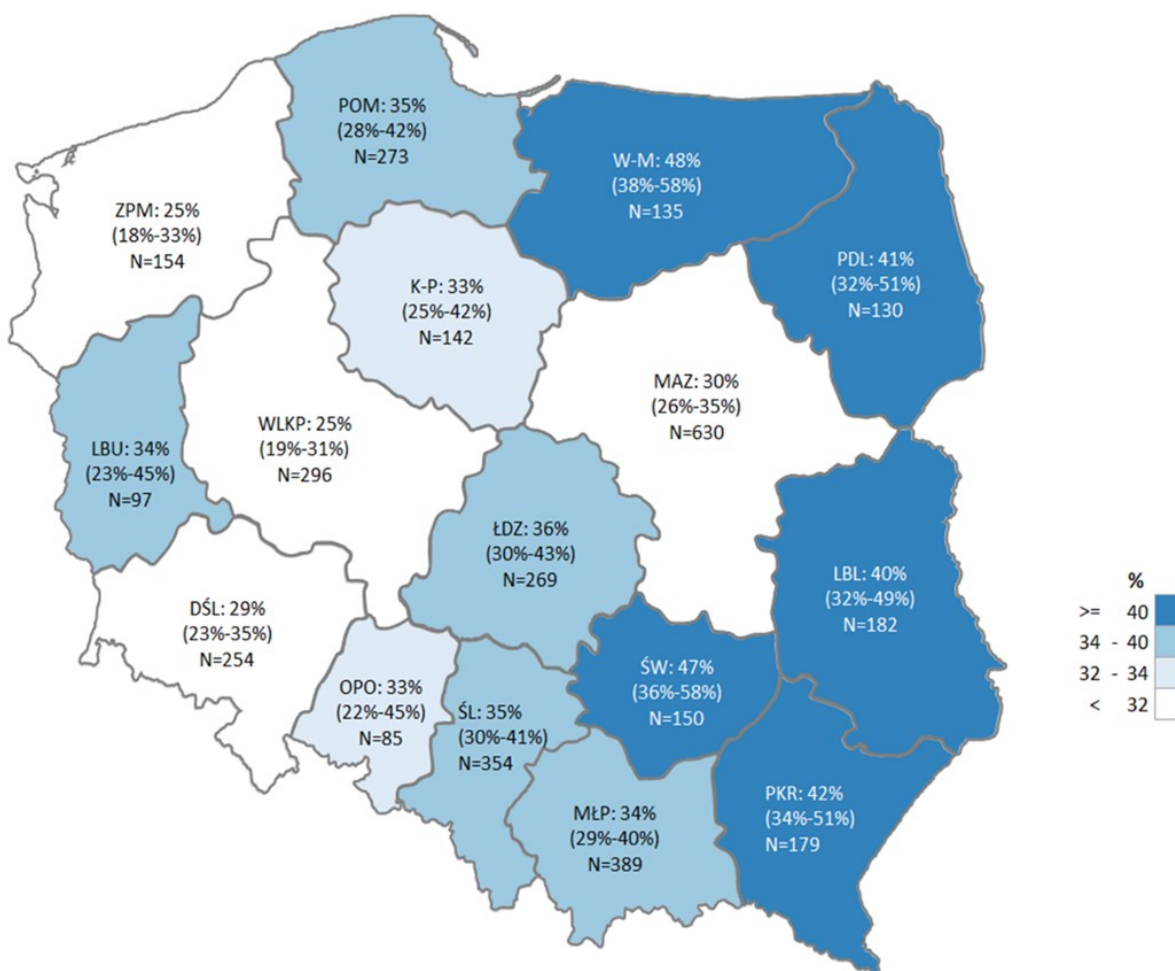 POM: 35%
(28%-42%)
N=273
W-M: 48%
(38%-58%)
N=135
ZPM: 25%
(18%-33%)
N=154
PDL: 41%
(32%-51%)
N=130
K-P: 33%
(25%-42%)
N=142
MAZ: 30%
(26%-35%)
N=630
WLKP: 25%
(19%-31%)
N=296
LBU: 34%
(23%-45%)
N=97
ŁDZ: 36%
(30%-43%)
N=269
LBL: 40%
(32%-49%)
N=182
DŚL: 29%
(23%-35%)
N=254
ŚW: 47%
(36%-58%)
N=150
OPO: 33%
(22%-45%)
N=85
ŚL: 35%
(30%-41%)
N=354
MŁP: 34%
(29%-40%)
N=389
PKR: 42%
(34%-51%)
N=179
%
>= 40
34 - 40
32 - 34
< 32